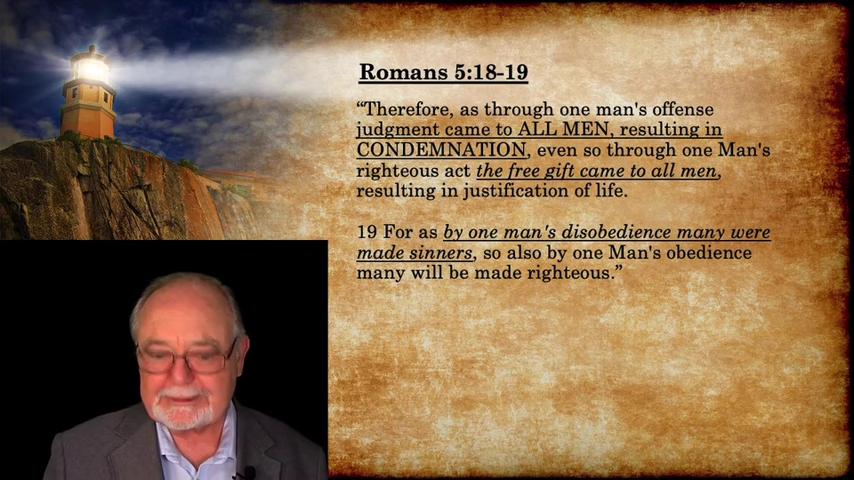 Romans 5:18-19
“Therefore, as through one man's offense
judgment came to ALL MEN, resulting in
CONDEMNATION, even so through one Man's
righteous act the free gift came to all men,
resulting in justification of life.
19 For as by one man's disobedience many were
made sinners, so also by one Man's obedience
many will be made righteous.”